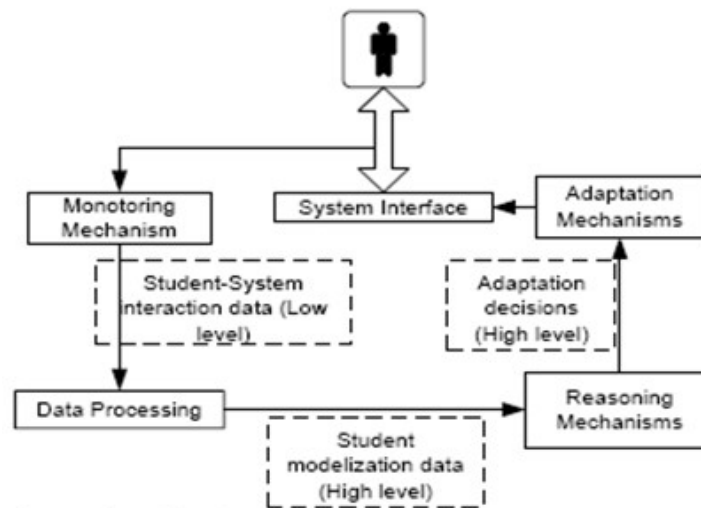 Monotoring
Mechanism
System Interface
Adaptation
Mechanisms
Student-System
interaction data (Low
level)
Adaptation
decisions
(High level)
Data Processing
Reasoning
Mechanisms
Student
modelization data
(High level)